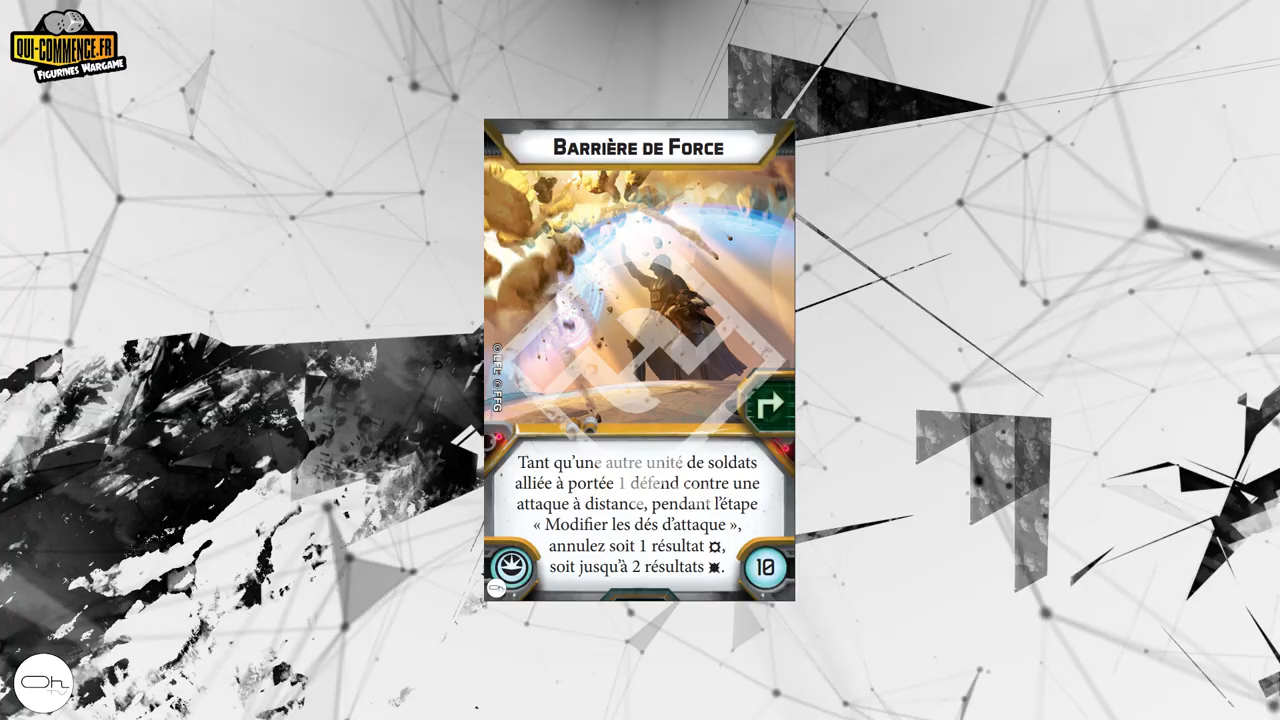 QUI-COMMENCE.FR
FIGURINES WARGAME
BARRIÈRE DE FORCE
© LFL © FFG
Tant qu'une autre unité de soldats
alliée à portée 1 défend contre une
attaque à distance, pendant l'étape
« Modifier les dés d'attaque »,
annulez soit 1 résultat ,
soit jusqu'à 2 résultats .
10
Oh
TV